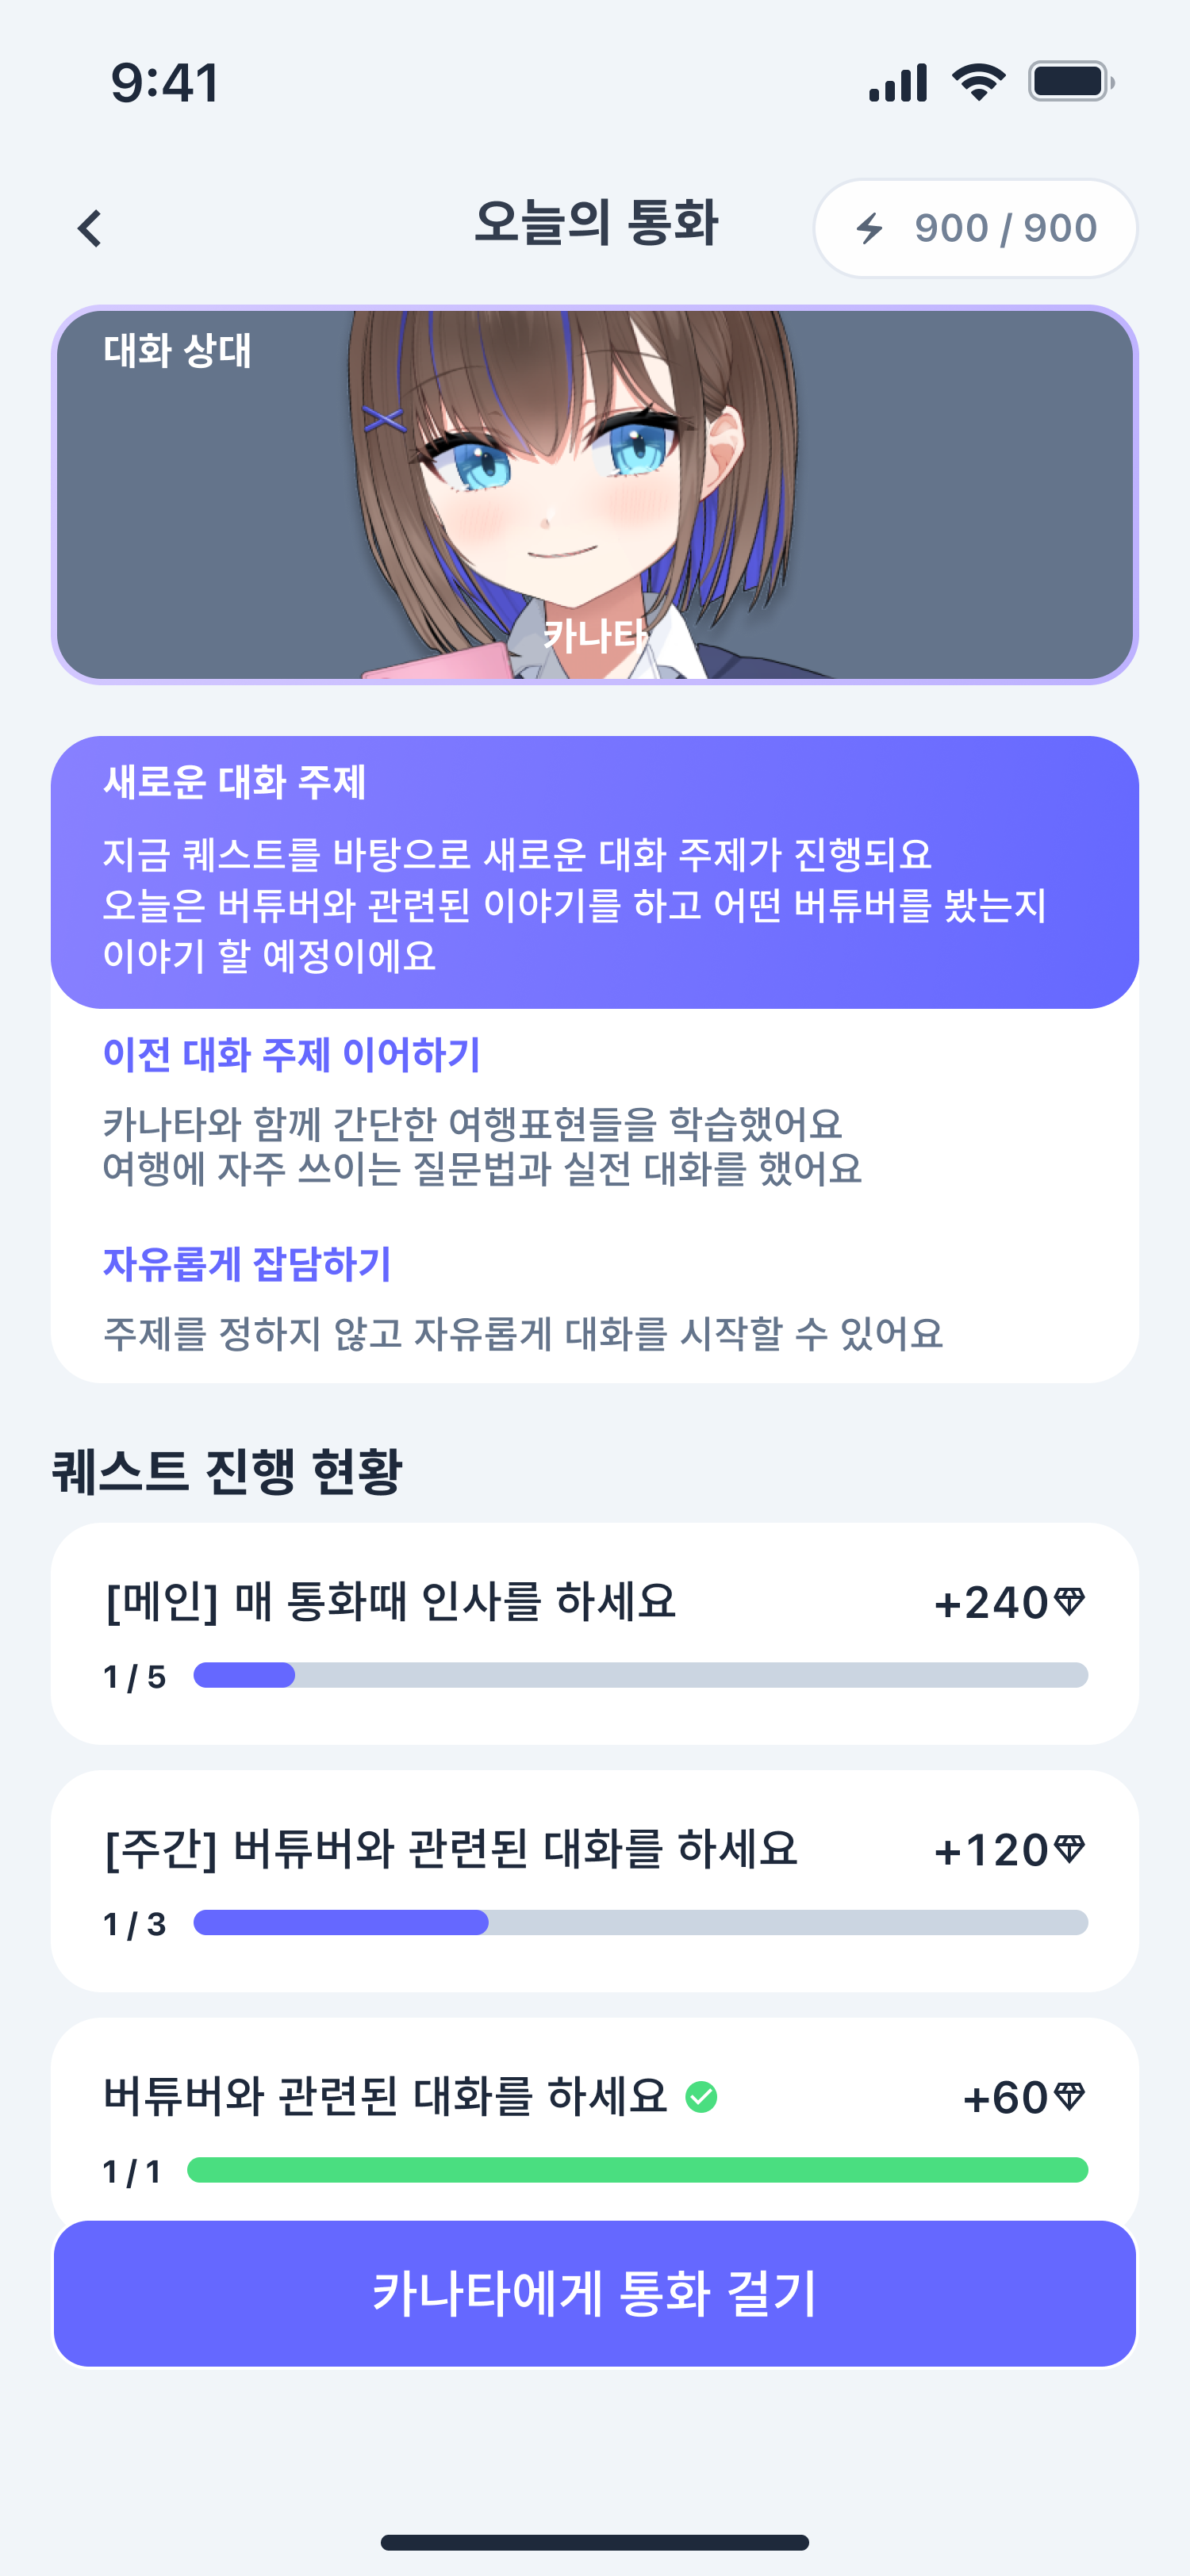 9:41
오늘의 통화
900 / 900
대화 상대
카나타
새로운 대화 주제
지금 퀘스트를 바탕으로 새로운 대화 주제가 진행되요
오늘은 버튜버와 관련된 이야기를 하고 어떤 버튜버를 봤는지
이야기 할 예정이에요
이전 대화 주제 이어하기
카나타와 함께 간단한 여행표현들을 학습했어요
여행에 자주 쓰이는 질문법과 실전 대화를 했어요
자유롭게 잡담하기
주제를 정하지 않고 자유롭게 대화를 시작할 수 있어요
퀘스트 진행 현황
[메인] 매 통화때 인사를 하세요 +240
1 / 5
[주간] 버튜버와 관련된 대화를 하세요 +120
1 / 3
버튜버와 관련된 대화를 하세요 +60
1 / 1
카나타에게 통화 걸기